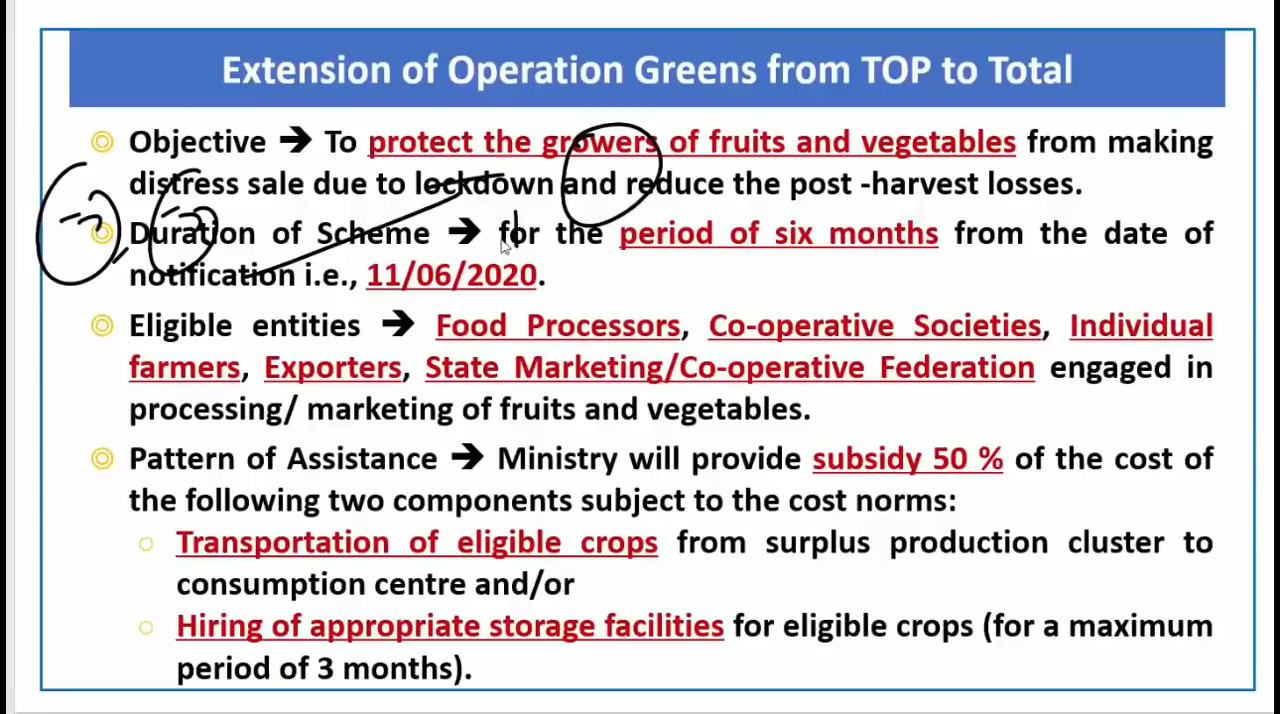 Extension of Operation Greens from TOP to Total
Objective ➔ To protect the growers of fruits and vegetables from making
distress sale due to lockdown and reduce the post -harvest losses.
Duration of Scheme ➔ for the period of six months from the date of
notification i.e., 11/06/2020.
Eligible entities ➔ Food Processors, Co-operative Societies, Individual
farmers, Exporters, State Marketing/Co-operative Federation engaged in
processing/ marketing of fruits and vegetables.
Pattern of Assistance ➔ Ministry will provide subsidy 50 % of the cost of
the following two components subject to the cost norms:
Transportation of eligible crops from surplus production cluster to
consumption centre and/or
Hiring of appropriate storage facilities for eligible crops (for a maximum
period of 3 months).